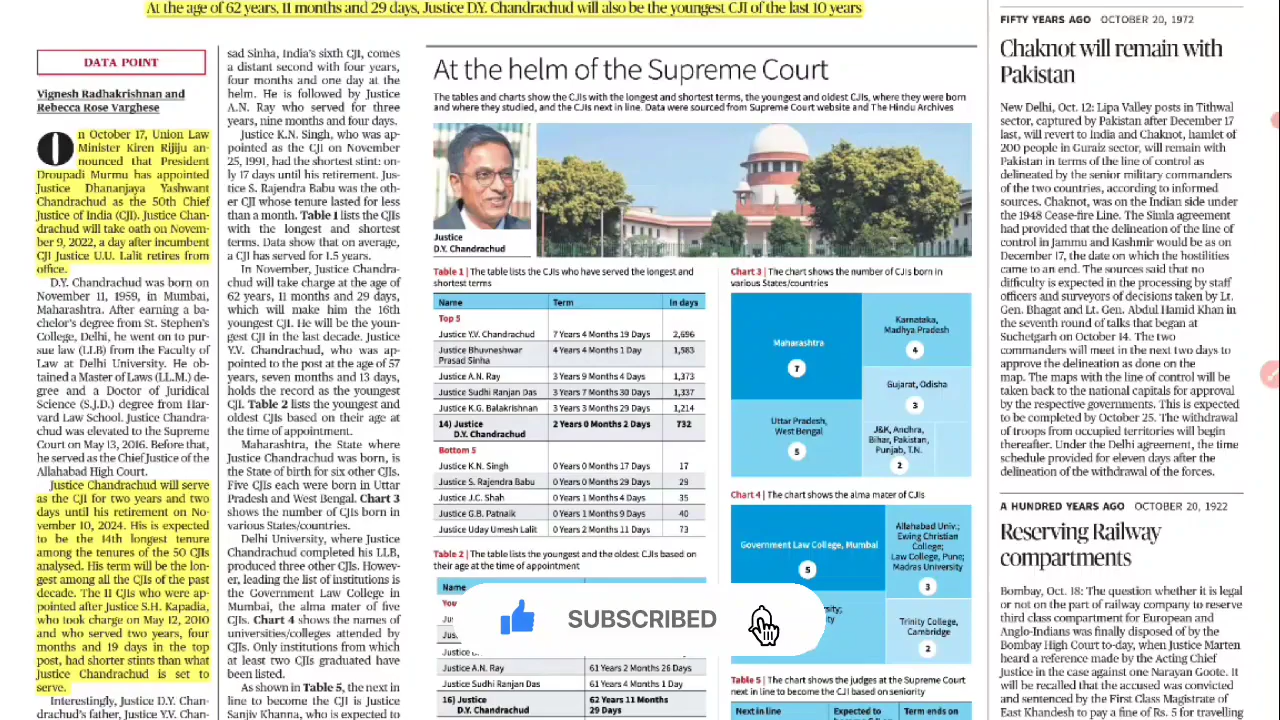 At the age of 62 years, 11 months and 29 days, Justice D.Y. Chandrachud will also be the youngest CJI of the last 10 years
DATA POINT
Vignesh Radhakrishnan and
Rebecca Rose Varghese
On October 17, Union Law
Minister Kiren Rijiju an-
nounced that President
Droupadi Murmu has appointed
Justice Dhananjaya Yashwant
Chandrachud as the 50th Chief
Justice of India (CJI). Justice Chan-
drachud will take oath on Novem-
ber 9, 2022, a day after incumbent
CJI Justice U.U. Lalit retires from
office.
D.Y. Chandrachud was born on
November 11, 1959, in Mumbai,
Maharashtra. After earning a ba-
chelor's degree from St. Stephen's
College, Delhi, he went on to pur-
sue law (LLB) from the Faculty of
Law at Delhi University. He ob-
tained a Master of Laws (LL.M.) de-
gree and a Doctor of Juridical
Science (S.J.D.) degree from Har-
vard Law School. Justice Chandra-
chud was elevated to the Supreme
Court on May 13, 2016. Before that,
he served as the Chief Justice of the
Allahabad High Court.
Justice Chandrachud will serve
as the CJI for two years and two
days until his retirement on No-
vember 10, 2024. His is expected
to be the 14th longest tenure
among the tenures of the 50 CJIs
analysed. His term will be the lon-
gest among all the CJIs of the past
decade. The 11 CJIs who were ap-
pointed after Justice S.H. Kapadia,
who took charge on May 12, 2010
and who served two years, four
months and 19 days in the top
post, had shorter stints than what
Justice Chandrachud is set to
serve.
Interestingly, Justice D.Y. Chan-
drachud's father, Justice Y.V. Chan-
sad Sinha, India's sixth CJI, comes
a distant second with four years,
four months and one day at the
helm. He is followed by Justice
A.N. Ray who served for three
years, nine months and four days.
Justice K.N. Singh, who was ap-
pointed as the CJI on November
25, 1991, had the shortest stint: on-
ly 17 days until his retirement. Jus-
tice S. Rajendra Babu was the oth-
er CJI whose tenure lasted for less
than a month. Table 1 lists the CJIs
with the longest and shortest
terms. Data show that on average,
a CJI has served for 1.5 years.
In November, Justice Chandra-
chud will take charge at the age of
62 years, 11 months and 29 days,
which will make him the 16th
youngest CJI. He will be the youn-
gest CJI in the last decade. Justice
Y.V. Chandrachud, who was ap-
pointed to the post at the age of 57
years, seven months and 13 days,
holds the record as the youngest
CJI. Table 2 lists the youngest and
oldest CJIs based on their age at
the time of appointment.
Maharashtra, the State where
Justice Chandrachud was born, is
the State of birth for six other CJIs.
Five CJIs each were born in Uttar
Pradesh and West Bengal. Chart 3
shows the number of CJIs born in
various States/countries.
Delhi University, where Justice
Chandrachud completed his LLB,
produced three other CJIs. Howev-
er, leading the list of institutions is
the Government Law College in
Mumbai, the alma mater of five
CJIs. Chart 4 shows the names of
universities/colleges attended by
CJIs. Only institutions from which
at least two CJIs graduated have
been listed.
As shown in Table 5, the next in
line to become the CJI is Justice
Sanjiv Khanna, who is expected to
At the helm of the Supreme Court
The tables and charts show the CJIs with the longest and shortest terms, the youngest and oldest CJIs, where they were born
and where they studied, and the CJIs next in line. Data were sourced from Supreme Court website and The Hindu Archives
Justice
D.Y. Chandrachud
Table 1 | The table lists the CJIs who have served the longest and
shortest terms
Name Term In days
Top 5
Justice Y.V. Chandrachud 7 Years 4 Months 19 Days 2,696
Justice Bhuvneshwar
Prasad Sinha 4 Years 4 Months 1 Day 1,583
Justice A.N. Ray 3 Years 9 Months 4 Days 1,373
Justice Sudhi Ranjan Das 3 Years 7 Months 30 Days 1,337
Justice K.G. Balakrishnan 3 Years 3 Months 29 Days 1,214
14) Justice
D.Y. Chandrachud 2 Years 0 Months 2 Days 732
Bottom 5
Justice K.N. Singh 0 Years 0 Months 17 Days 17
Justice S. Rajendra Babu 0 Years 0 Months 29 Days 29
Justice J.C. Shah 0 Years 1 Months 4 Days 35
Justice G.B. Patnaik 0 Years 1 Months 9 Days 40
Justice Uday Umesh Lalit 0 Years 2 Months 11 Days 73
Table 2 | The table lists the youngest and the oldest CJIs based on
their age at the time of appointment
Name
Justice A.N. Ray 61 Years 2 Months 26 Days
Justice Sudhi Ranjan Das 61 Years 4 Months 1 Day
16) Justice
D.Y. Chandrachud 62 Years 11 Months
29 Days
SUBSCRIBED
Chart 3 | The chart shows the number of CJIs born in
various States/countries
Maharashtra
7
Karnataka,
Madhya Pradesh
4
Gujarat, Odisha
3
Uttar Pradesh,
West Bengal
5
J&K, Andhra,
Bihar, Pakistan,
Punjab, T.N.
2
Chart 4 | The chart shows the alma mater of CJIs
Government Law College, Mumbai
5
Allahabad Univ.;
Ewing Christian
College;
Law College, Pune;
Madras University
3
Trinity College,
Cambridge
2
Table 5 | The chart shows the judges at the Supreme Court
next in line to become the CJI based on seniority
Next in line Expected to Term ends on
FIFTY YEARS AGO OCTOBER 20, 1972
Chaknot will remain with
Pakistan
New Delhi, Oct. 12: Lipa Valley posts in Tithwal
sector, captured by Pakistan after December 17
last, will revert to India and Chaknot, hamlet of
200 people in Guraiz sector, will remain with
Pakistan in terms of the line of control as
delineated by the senior military commanders
of the two countries, according to informed
sources. Chaknot, was on the Indian side under
the 1948 Cease-fire Line. The Simla agreement
had provided that the delineation of the line of
control in Jammu and Kashmir would be as on
December 17, the date on which the hostilities
came to an end. The sources said that no
difficulty is expected in the processing by staff
officers and surveyors of decisions taken by Lt.
Gen. Bhagat and Lt. Gen. Abdul Hamid Khan in
the seventh round of talks that began at
Suchetgarh on October 14. The two
commanders will meet in the next two days to
approve the delineation as done on the
map. The maps with the line of control will be
taken back to the national capitals for approval
by the respective governments. This is expected
to be completed by October 25. The withdrawal
of troops from occupied territories will begin
thereafter. Under the Delhi agreement, the time
schedule provided for eleven days after the
delineation of the withdrawal of the forces.
A HUNDRED YEARS AGO OCTOBER 20, 1922
Reserving Railway
compartments
Bombay, Oct. 18: The question whether it is legal
or not on the part of railway company to reserve
third class compartment for European and
Anglo-Indians was finally disposed of by the
Bombay High Court to-day, when Justice Marten
heard a reference made by the Acting Chief
Justice in the case against one Narayan Goote. It
will be recalled that the accused was convicted
and sentenced by the First Class Magistrate of
East Khandesh to pay a fine of Rs. 5 for travelling